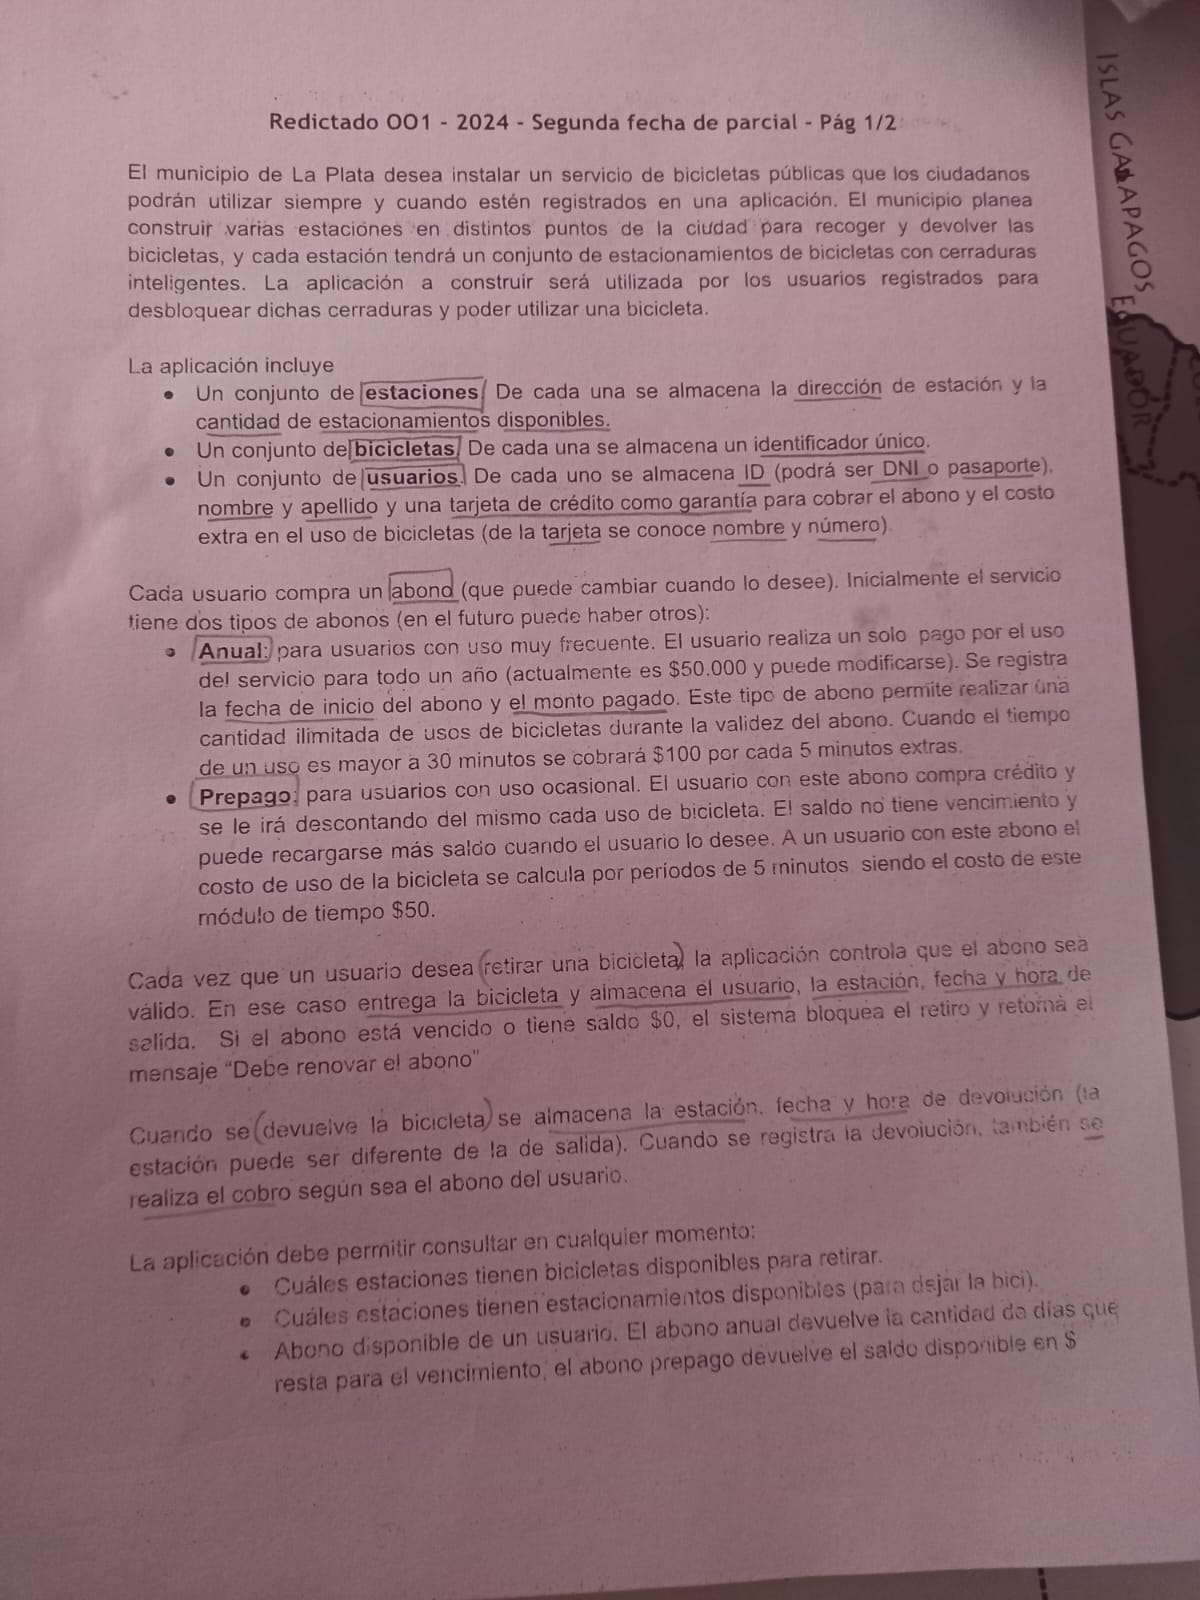 Redictado OO1 - 2024 - Segunda fecha de parcial - Pág 1/2
El municipio de La Plata desea instalar un servicio de bicicletas públicas que los ciudadanos
podrán utilizar siempre y cuando estén registrados en una aplicación. El municipio planea
construir varias estaciones en distintos puntos de la ciudad para recoger y devolver las
bicicletas, y cada estación tendrá un conjunto de estacionamientos de bicicletas con cerraduras
inteligentes. La aplicación a construir será utilizada por los usuarios registrados para
desbloquear dichas cerraduras y poder utilizar una bicicleta.
La aplicación incluye
• Un conjunto de estaciones. De cada una se almacena la dirección de estación y la
cantidad de estacionamientos disponibles.
• Un conjunto de bicicletas. De cada una se almacena un identificador único.
• Un conjunto de usuarios. De cada uno se almacena ID (podrá ser DNI o pasaporte),
nombre y apellido y una tarjeta de crédito como garantía para cobrar el abono y el costo
extra en el uso de bicicletas (de la tarjeta se conoce nombre y número).
Cada usuario compra un abono (que puede cambiar cuando lo desee). Inicialmente el servicio
tiene dos tipos de abonos (en el futuro puede haber otros):
• Anual: para usuarios con uso muy frecuente. El usuario realiza un solo pago por el uso
del servicio para todo un año (actualmente es $50.000 y puede modificarse). Se registra
la fecha de inicio del abono y el monto pagado. Este tipo de abono permite realizar una
cantidad ilimitada de usos de bicicletas durante la validez del abono. Cuando el tiempo
de un uso es mayor a 30 minutos se cobrará $100 por cada 5 minutos extras.
• Prepago: para usuarios con uso ocasional. El usuario con este abono compra crédito y
se le irá descontando del mismo cada uso de bicicleta. El saldo no tiene vencimiento y
puede recargarse más saldo cuando el usuario lo desee. A un usuario con este abono el
costo de uso de la bicicleta se calcula por períodos de 5 minutos siendo el costo de este
módulo de tiempo $50.
Cada vez que un usuario desea retirar una bicicleta, la aplicación controla que el abono sea
válido. En ese caso entrega la bicicleta y almacena el usuario, la estación, fecha y hora de
salida. Si el abono está vencido o tiene saldo $0, el sistema bloquea el retiro y retorna el
mensaje "Debe renovar el abono"
Cuando se devuelve la bicicleta se almacena la estación, fecha y hora de devolución (la
estación puede ser diferente de la de salida). Cuando se registra la devolución, también se
realiza el cobro según sea el abono del usuario.
La aplicación debe permitir consultar en cualquier momento:
• Cuáles estaciones tienen bicicletas disponibles para retirar.
• Cuáles estaciones tienen estacionamientos disponibles (para dejar la bici).
• Abono disponible de un usuario. El abono anual devuelve la cantidad de días que
resta para el vencimiento; el abono prepago devuelve el saldo disponible en $
ISLAS GALAPAGOS
ECUADOR